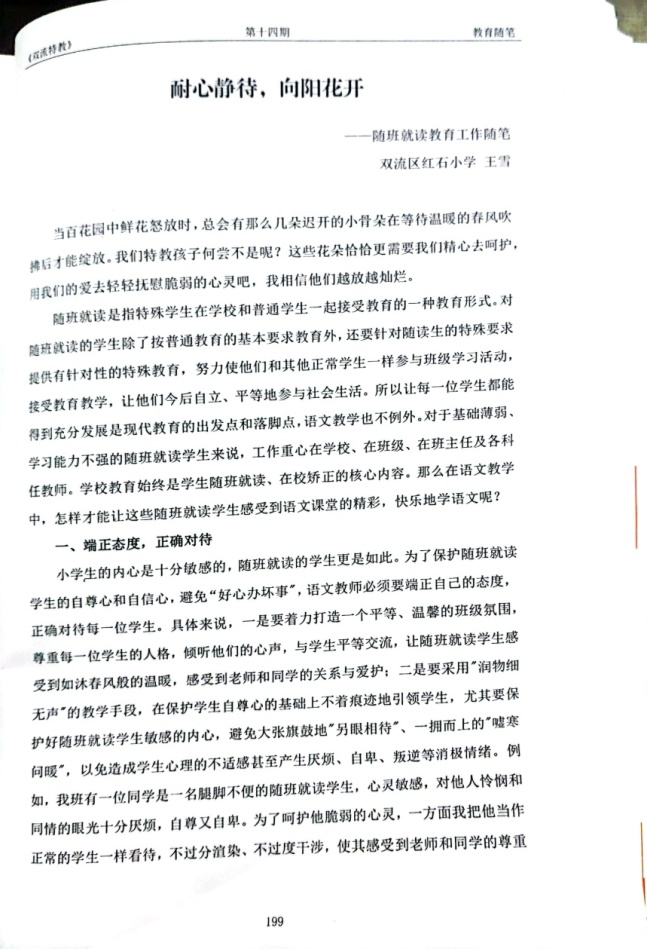 《双流特教》 第十四期 教育随笔
耐心静待，向阳花开
——随班就读教育工作随笔
双流区红石小学 王雪
当百花园中鲜花怒放时，总会有那么几朵迟开的小骨朵在等待温暖的春风吹
拂后才能绽放。我们特教孩子何尝不是呢？这些花朵恰恰更需要我们精心去呵护，
用我们的爱去轻轻抚慰脆弱的心灵吧，我相信他们越放越灿烂。
随班就读是指特殊学生在学校和普通学生一起接受教育的一种教育形式。对
随班就读的学生除了按普通教育的基本要求教育外，还要针对随读生的特殊要求
提供有针对性的特殊教育，努力使他们和其他正常学生一样参与班级学习活动，
接受教育教学，让他们今后自立、平等地参与社会生活。所以让每一位学生都能
得到充分发展是现代教育的出发点和落脚点，语文教学也不例外。对于基础薄弱、
学习能力不强的随班就读学生来说，工作重心在学校、在班级、在班主任及各科
任教师。学校教育始终是学生随班就读、在校矫正的核心内容。那么在语文教学
中，怎样才能让这些随班就读学生感受到语文课堂的精彩，快乐地学语文呢？
一、端正态度，正确对待
小学生的内心是十分敏感的，随班就读的学生更是如此。为了保护随班就读
学生的自尊心和自信心，避免“好心办坏事”，语文教师必须要端正自己的态度，
正确对待每一位学生。具体来说，一是要着力打造一个平等、温馨的班级氛围，
尊重每一位学生的人格，倾听他们的心声，与学生平等交流，让随班就读学生感
受到如沐春风般的温暖，感受到老师和同学的关系与爱护；二是要采用"润物细
无声"的教学手段，在保护学生自尊心的基础上不着痕迹地引领学生，尤其要保
护好随班就读学生敏感的内心，避免大张旗鼓地"另眼相待"、一拥而上的"嘘寒
问暖"，以免造成学生心理的不适感甚至产生厌烦、自卑、叛逆等消极情绪。例
如，我班有一位同学是一名腿脚不便的随班就读学生，心灵敏感，对他人怜悯和
同情的眼光十分厌烦，自尊又自卑。为了呵护他脆弱的心灵，一方面我把他当作
正常的学生一样看待，不过分渲染、不过度干涉，使其感受到老师和同学的尊重
199